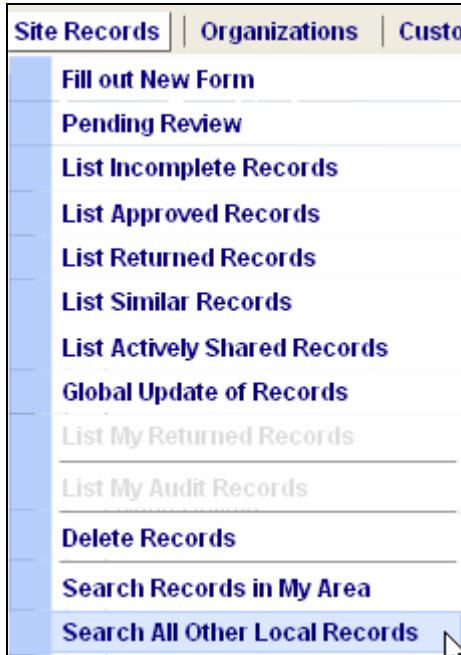 Site Records | Organizations | Custo
Fill out New Form
Pending Review
List Incomplete Records
List Approved Records
List Returned Records
List Similar Records
List Actively Shared Records
Global Update of Records
List My Returned Records
List My Audit Records
Delete Records
Search Records in My Area
Search All Other Local Records